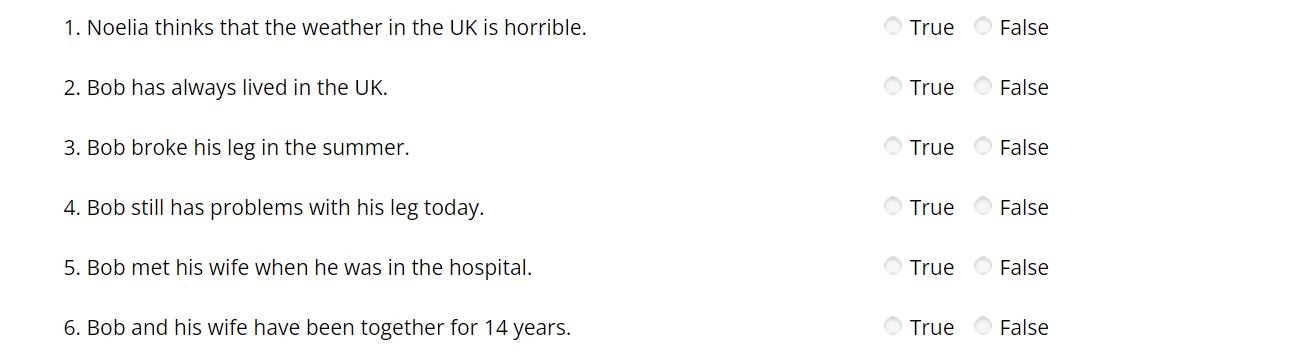 1. Noelia thinks that the weather in the UK is horrible. True False
2. Bob has always lived in the UK. True False
3. Bob broke his leg in the summer. True False
4. Bob still has problems with his leg today. True False
5. Bob met his wife when he was in the hospital. True False
6. Bob and his wife have been together for 14 years. True False